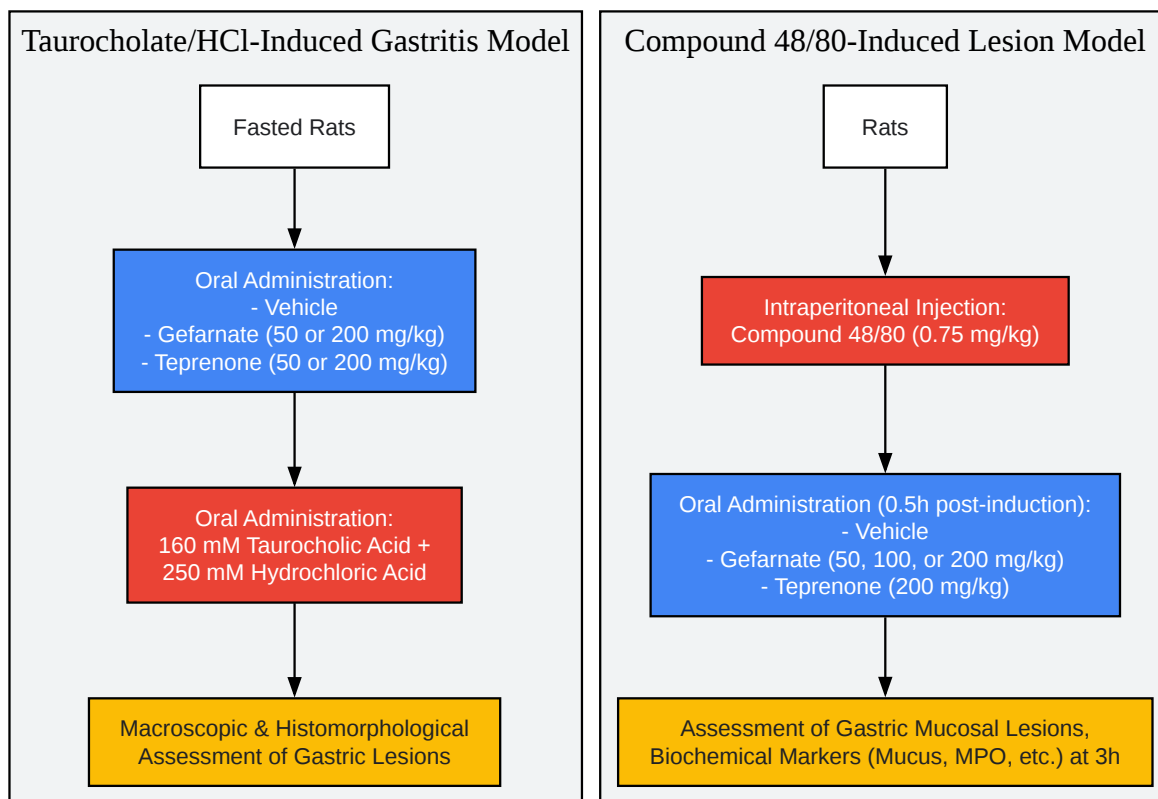 Taurocholate/HCl-Induced Gastritis Model
Fasted Rats
Oral Administration:
- Vehicle
- Gefarnate (50 or 200 mg/kg)
- Teprenone (50 or 200 mg/kg)
Oral Administration:
160 mM Taurocholic Acid +
250 mM Hydrochloric Acid
Macroscopic & Histomorphological
Assessment of Gastric Lesions
Compound 48/80-Induced Lesion Model
Rats
Intraperitoneal Injection:
Compound 48/80 (0.75 mg/kg)
Oral Administration (0.5h post-induction):
- Vehicle
- Gefarnate (50, 100, or 200 mg/kg)
- Teprenone (200 mg/kg)
Assessment of Gastric Mucosal Lesions,
Biochemical Markers (Mucus, MPO, etc.) at 3h